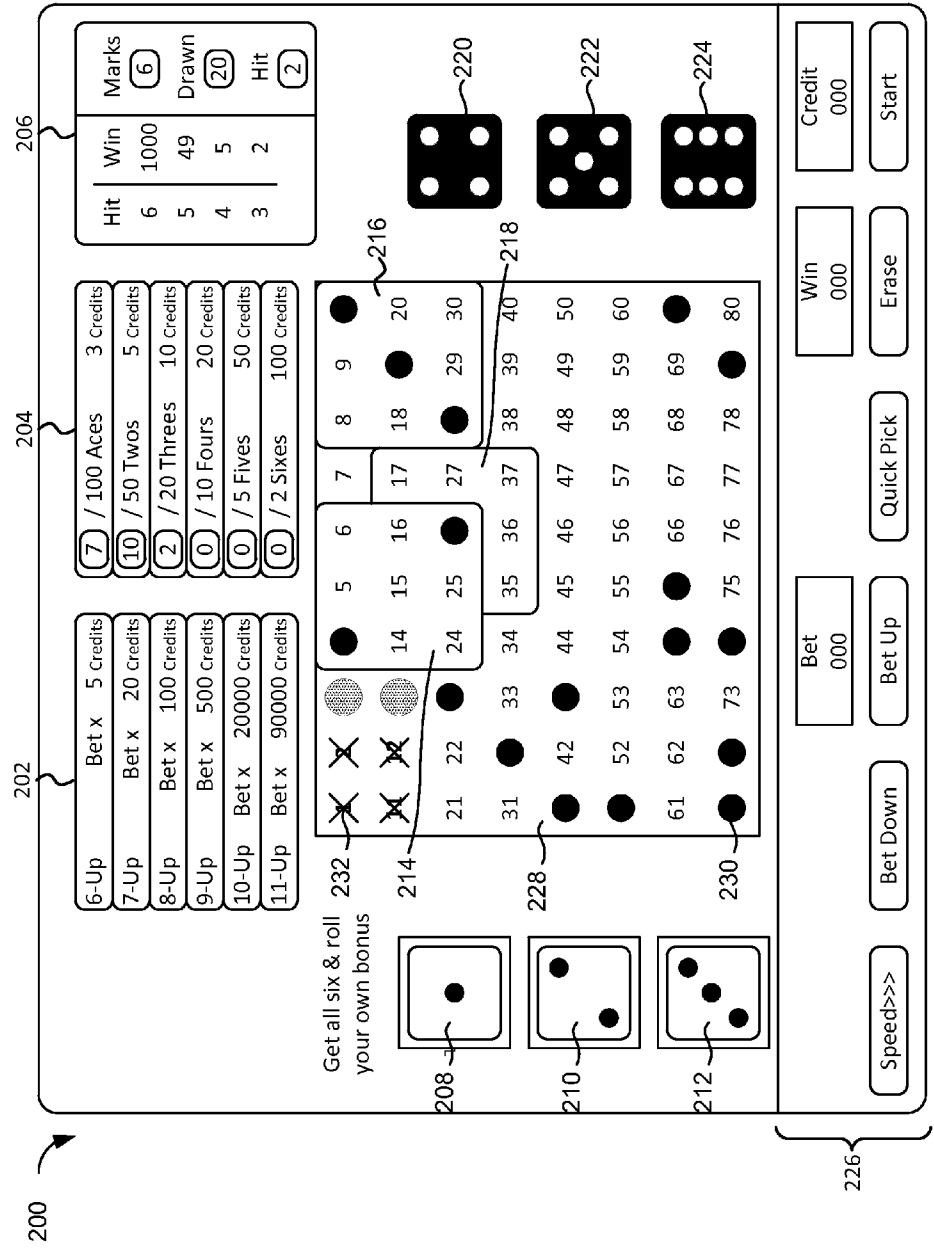 200
202
204
206
6-Up Bet x 5 Credits
7-Up Bet x 20 Credits
8-Up Bet x 100 Credits
9-Up Bet x 500 Credits
10-Up Bet x 20000 Credits
11-Up Bet x 90000 Credits
7 / 100 Aces 3 Credits
10 / 50 Twos 5 Credits
2 / 20 Threes 10 Credits
0 / 10 Fours 20 Credits
0 / 5 Fives 50 Credits
0 / 2 Sixes 100 Credits
Hit Win
6 1000
5 49
4 5
3 2
Marks
6
Drawn
20
Hit
2
Get all six & roll
your own bonus
208
210
212
232
214
228
230
1 2 5 6 7 8 9
11 12 14 15 16 17 18 20
21 22 24 25 27 29 30
31 33 34 35 36 37 38 39 40
42 44 45 46 47 48 49 50
52 53 54 55 56 57 58 59 60
61 62 63 66 67 68 69
73 75 76 77 78 80
216
218
220
222
224
226
Bet
000
Win
000
Credit
000
Speed>>>
Bet Down
Bet Up
Quick Pick
Erase
Start